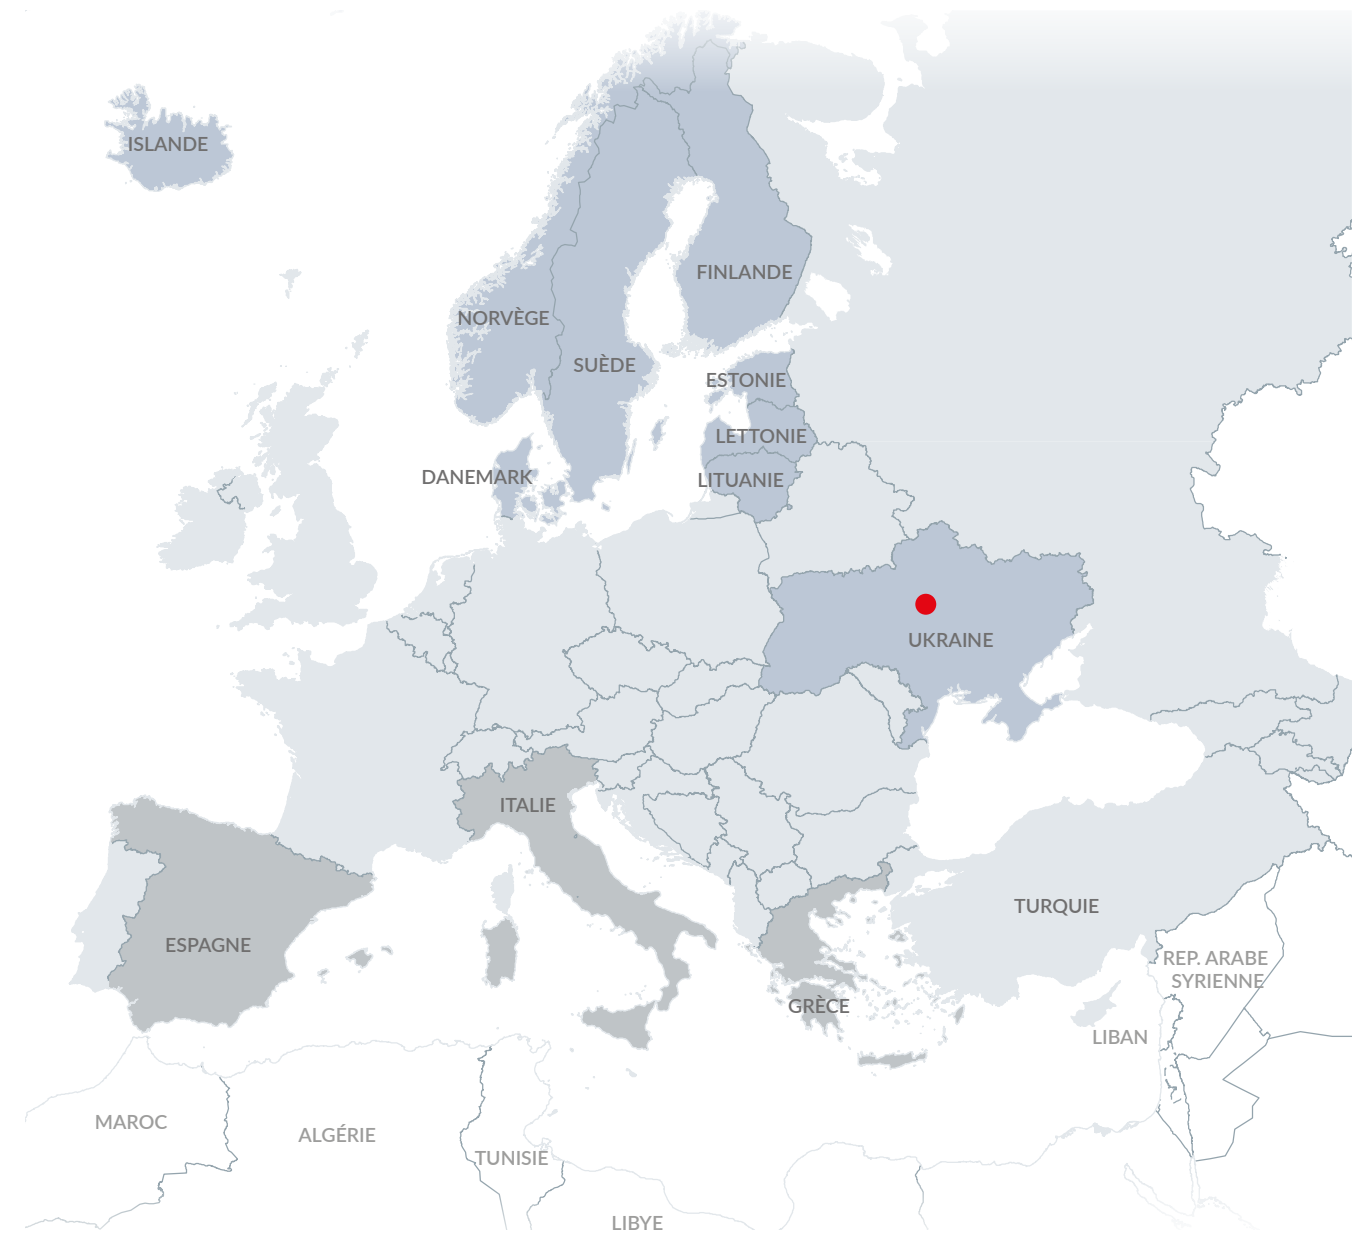 ISLANDE
FINLANDE
NORVÈGE
SUÈDE
ESTONIE
LETTONIE
DANEMARK
LITUANIE
UKRAINE
ITALIE
TURQUIE
ESPAGNE
REP. ARABE
SYRIENNE
GRÈCE
LIBAN
MAROC
ALGÉRIE
TUNISIE
LIBYE